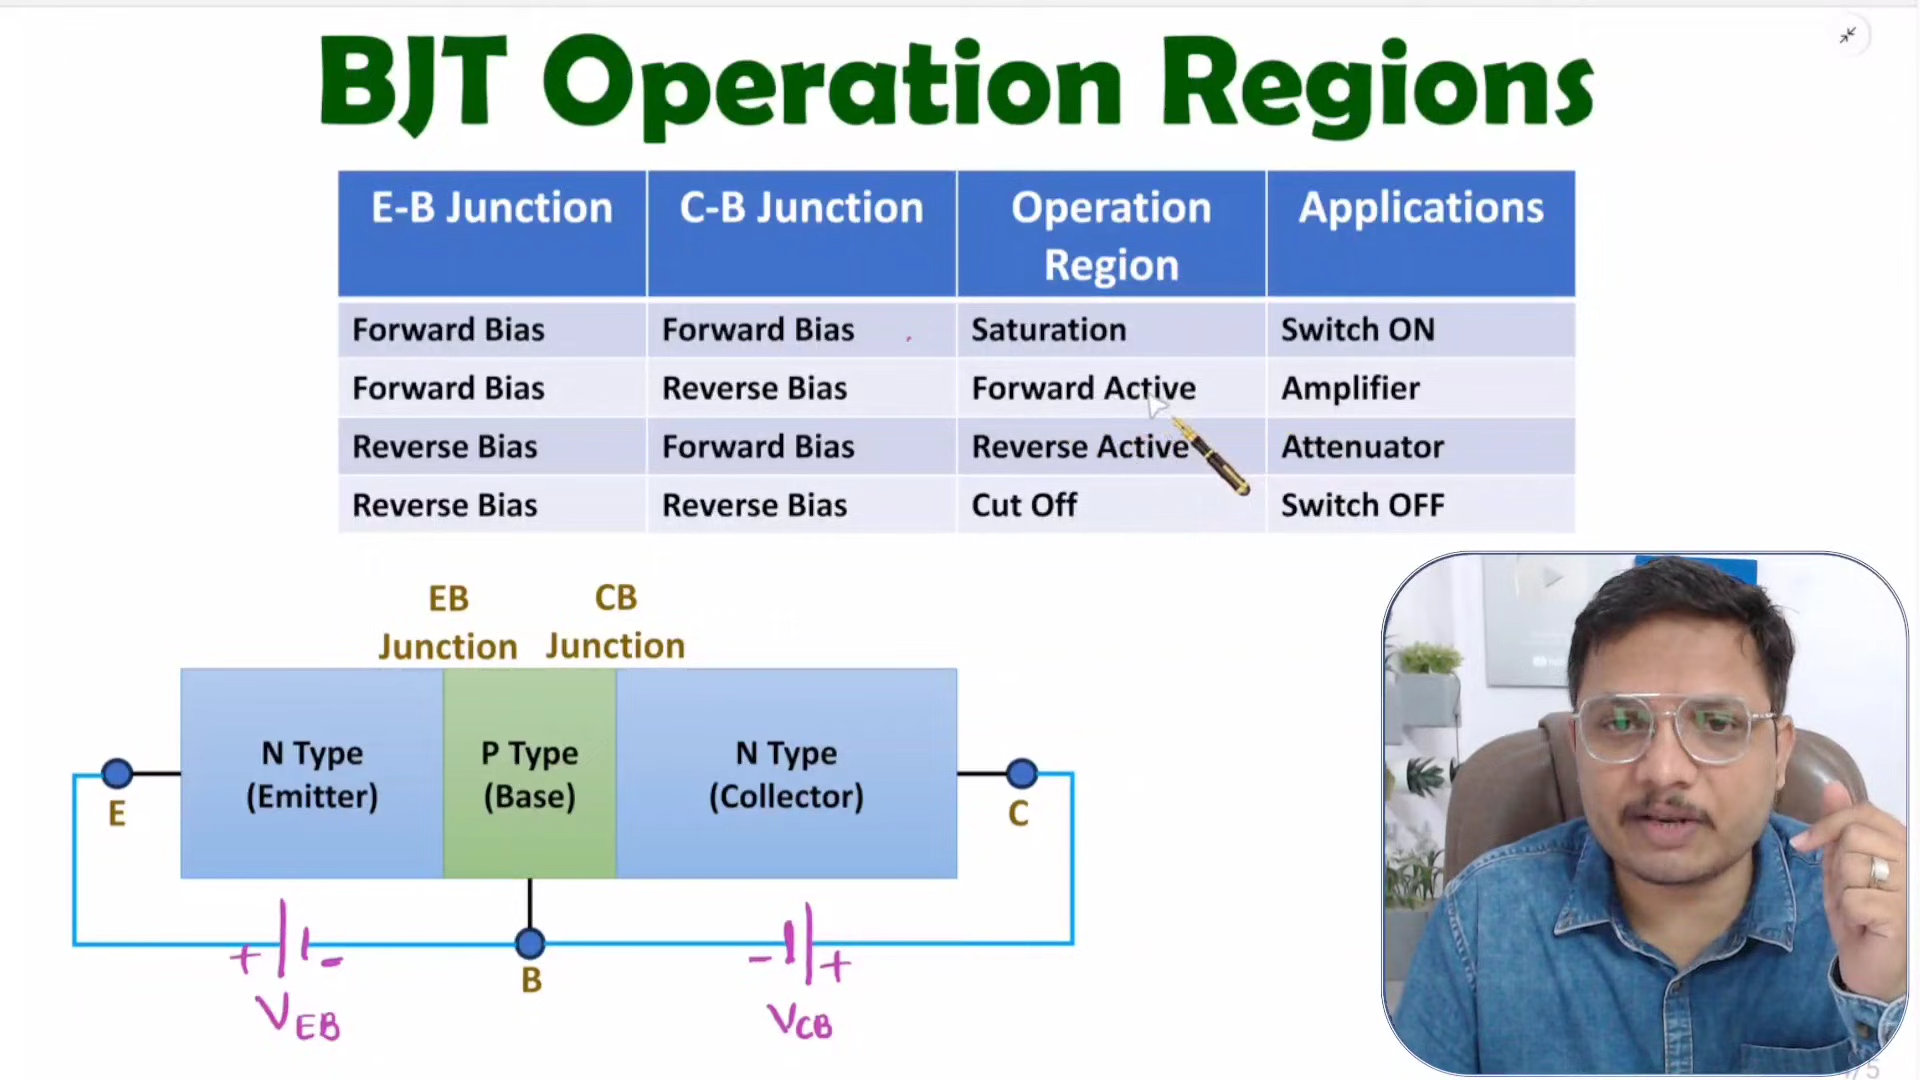 BJT Operation Regions
E-B Junction C-B Junction Operation Region Applications
Forward Bias Forward Bias Saturation Switch ON
Forward Bias Reverse Bias Forward Active Amplifier
Reverse Bias Forward Bias Reverse Active Attenuator
Reverse Bias Reverse Bias Cut Off Switch OFF
EB Junction
CB Junction
N Type (Emitter)
P Type (Base)
N Type (Collector)
E
C
B
+ -
- +
VEB
VCB